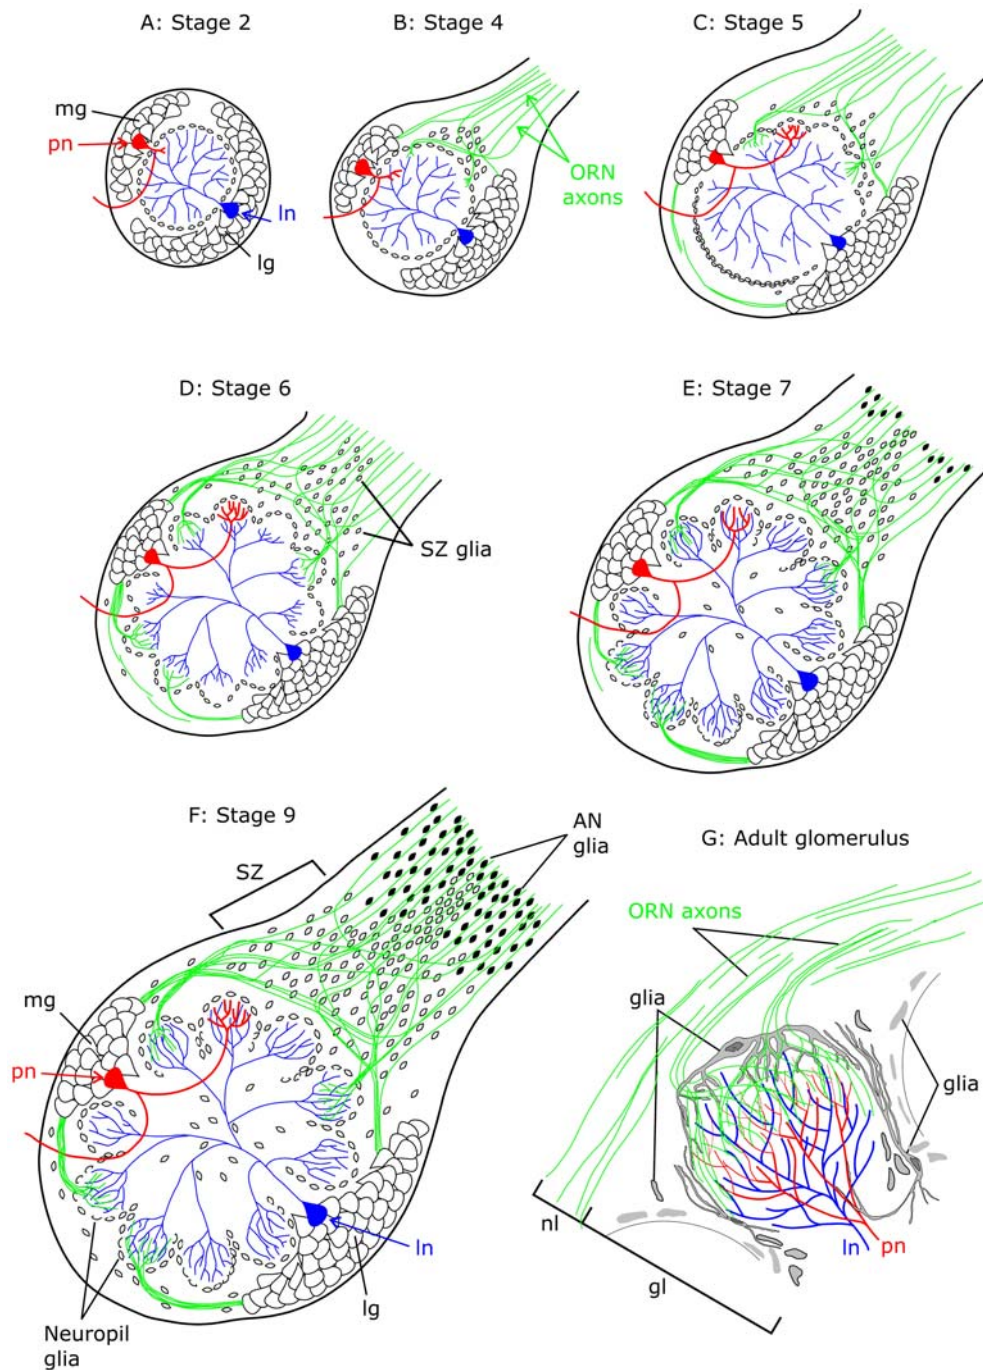 A: Stage 2
mg
pn
ln
lg
B: Stage 4
ORN
axons
C: Stage 5
D: Stage 6
SZ glia
E: Stage 7
F: Stage 9
SZ
AN
glia
mg
pn
ln
lg
Neuropil
glia
G: Adult glomerulus
ORN axons
glia
glia
nl
gl
ln
pn